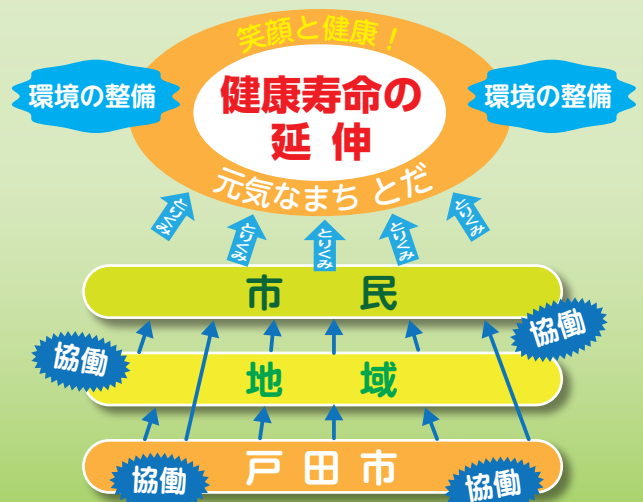 笑顔と健康！
健康寿命の
延伸
元気なまち とだ
環境の整備
環境の整備
とりくみ
とりくみ
とりくみ
とりくみ
とりくみ
市 民
協働
協働
地 域
戸 田 市
協働
協働